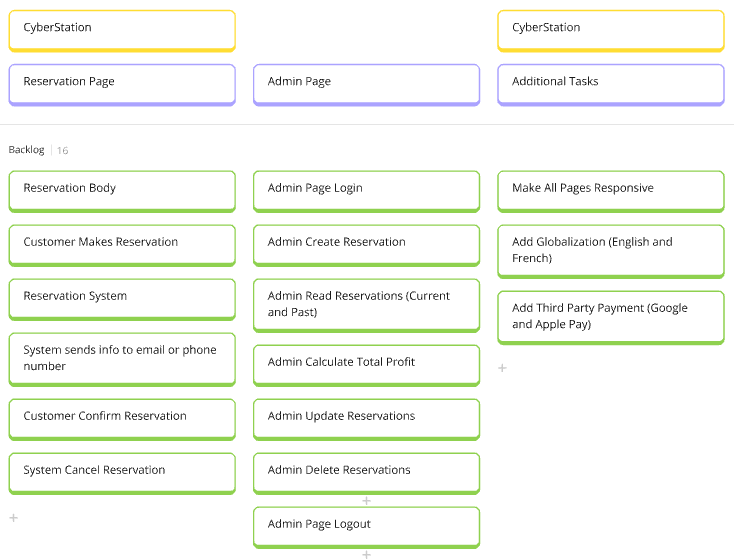 CyberStation
CyberStation
Reservation Page
Admin Page
Additional Tasks
Backlog 16
Reservation Body
Customer Makes Reservation
Reservation System
System sends info to email or phone
number
Customer Confirm Reservation
System Cancel Reservation
+
Admin Page Login
Admin Create Reservation
Admin Read Reservations (Current
and Past)
Admin Calculate Total Profit
Admin Update Reservations
Admin Delete Reservations
+
Admin Page Logout
+
Make All Pages Responsive
Add Globalization (English and
French)
Add Third Party Payment (Google
and Apple Pay)
+